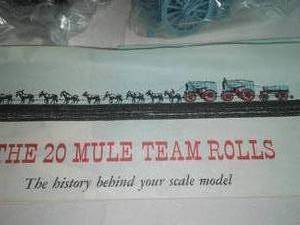 THE 20 MULE TEAM ROLLS
The history behind your scale model